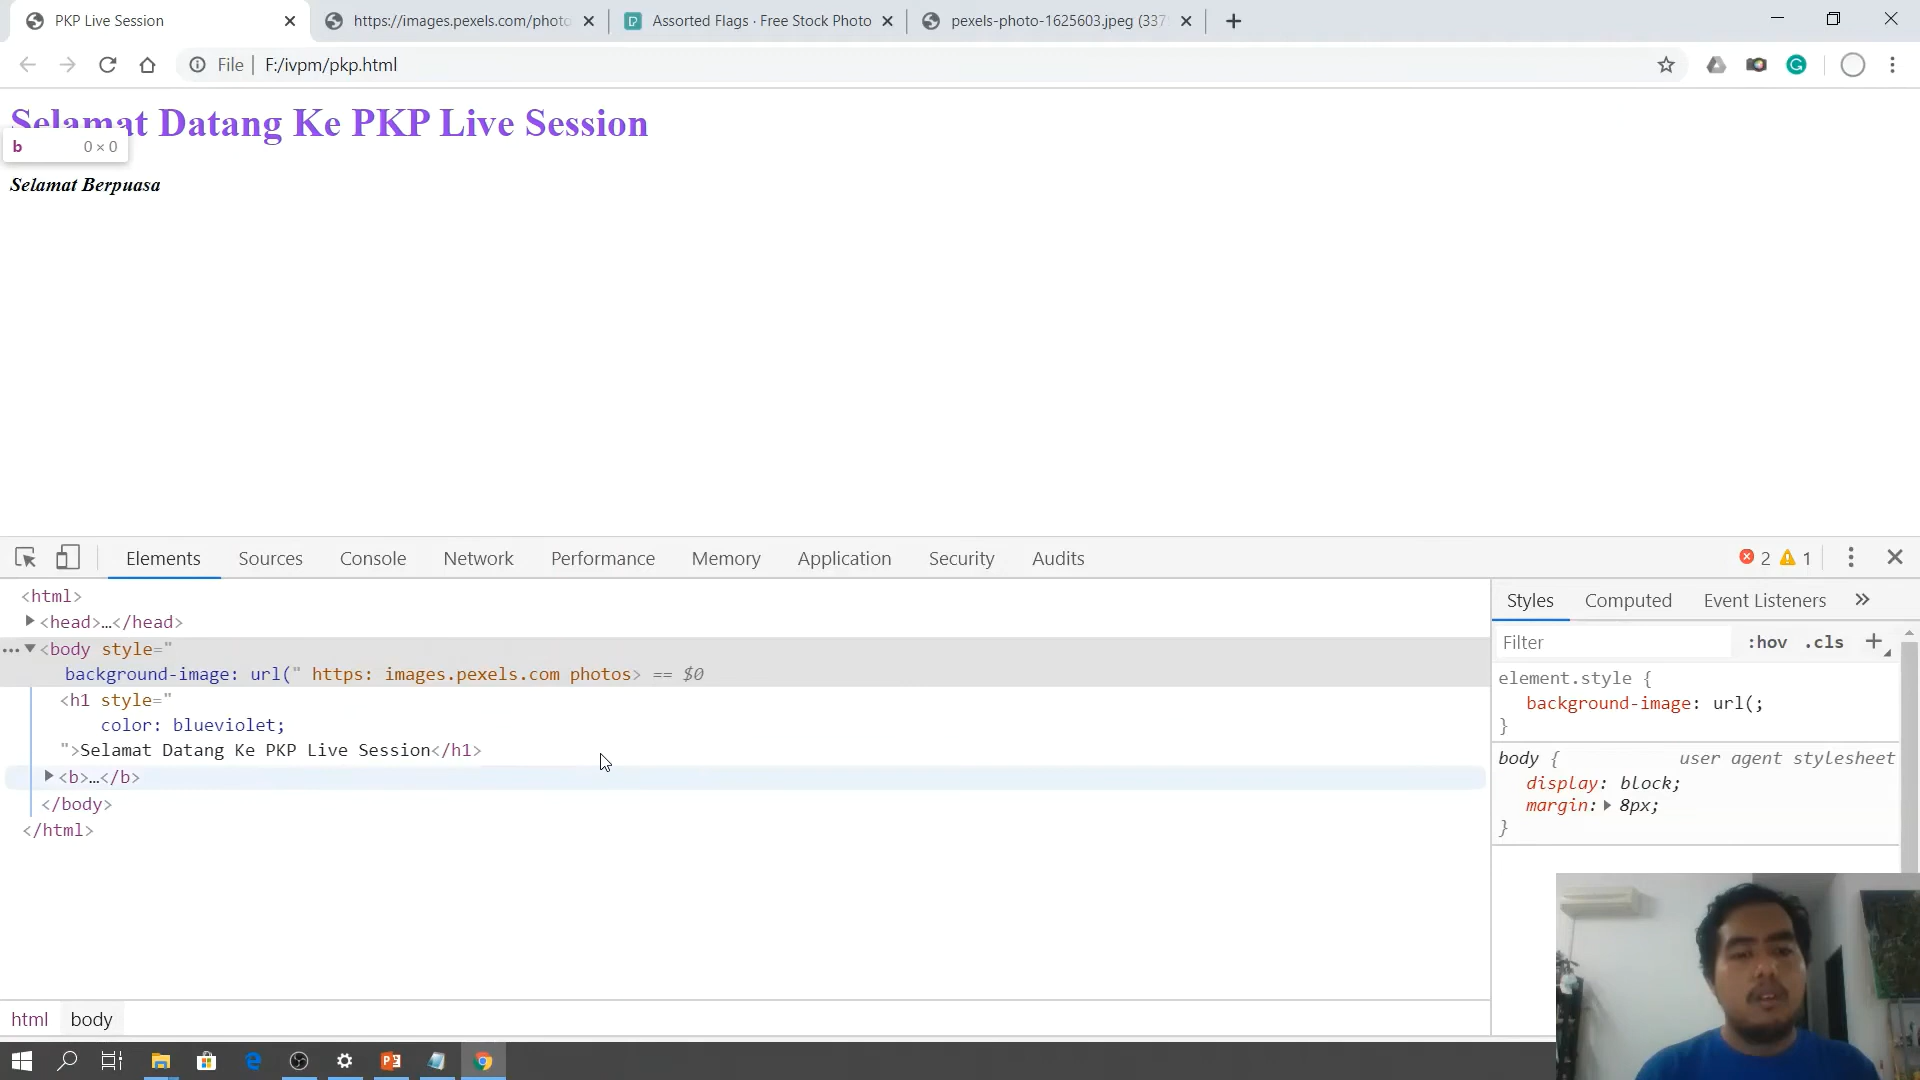 PKP Live Session
https://images.pexels.com/photo
Assorted Flags · Free Stock Photo
pexels-photo-1625603.jpeg (337
File | F:/ivpm/pkp.html
Selamat Datang Ke PKP Live Session
b 0 × 0
Selamat Berpuasa
Elements Sources Console Network Performance Memory Application Security Audits 2 1
<html>
<head>…</head>
<body style="
background-image: url(" https: images.pexels.com photos> == $0
<h1 style="
color: blueviolet;
">Selamat Datang Ke PKP Live Session</h1>
<b>…</b>
</body>
</html>
html body
Styles Computed Event Listeners »
Filter :hov .cls +
element.style {
background-image: url(;
}
body { user agent stylesheet
display: block;
margin: 8px;
}